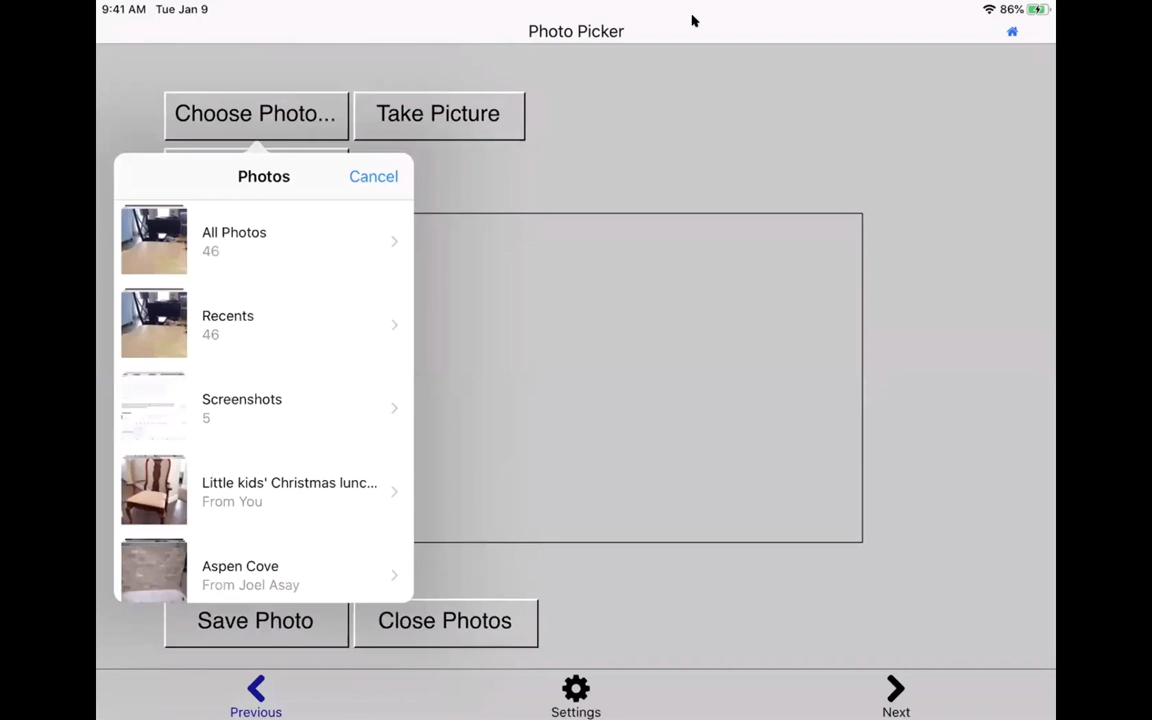 9:41 AM Tue Jan 9
86%
Photo Picker
Choose Photo...
Take Picture
Photos
Cancel
All Photos
46
Recents
46
Screenshots
5
Little kids' Christmas lunc...
From You
Aspen Cove
From Joel Asay
Save Photo
Close Photos
Previous
Settings
Next